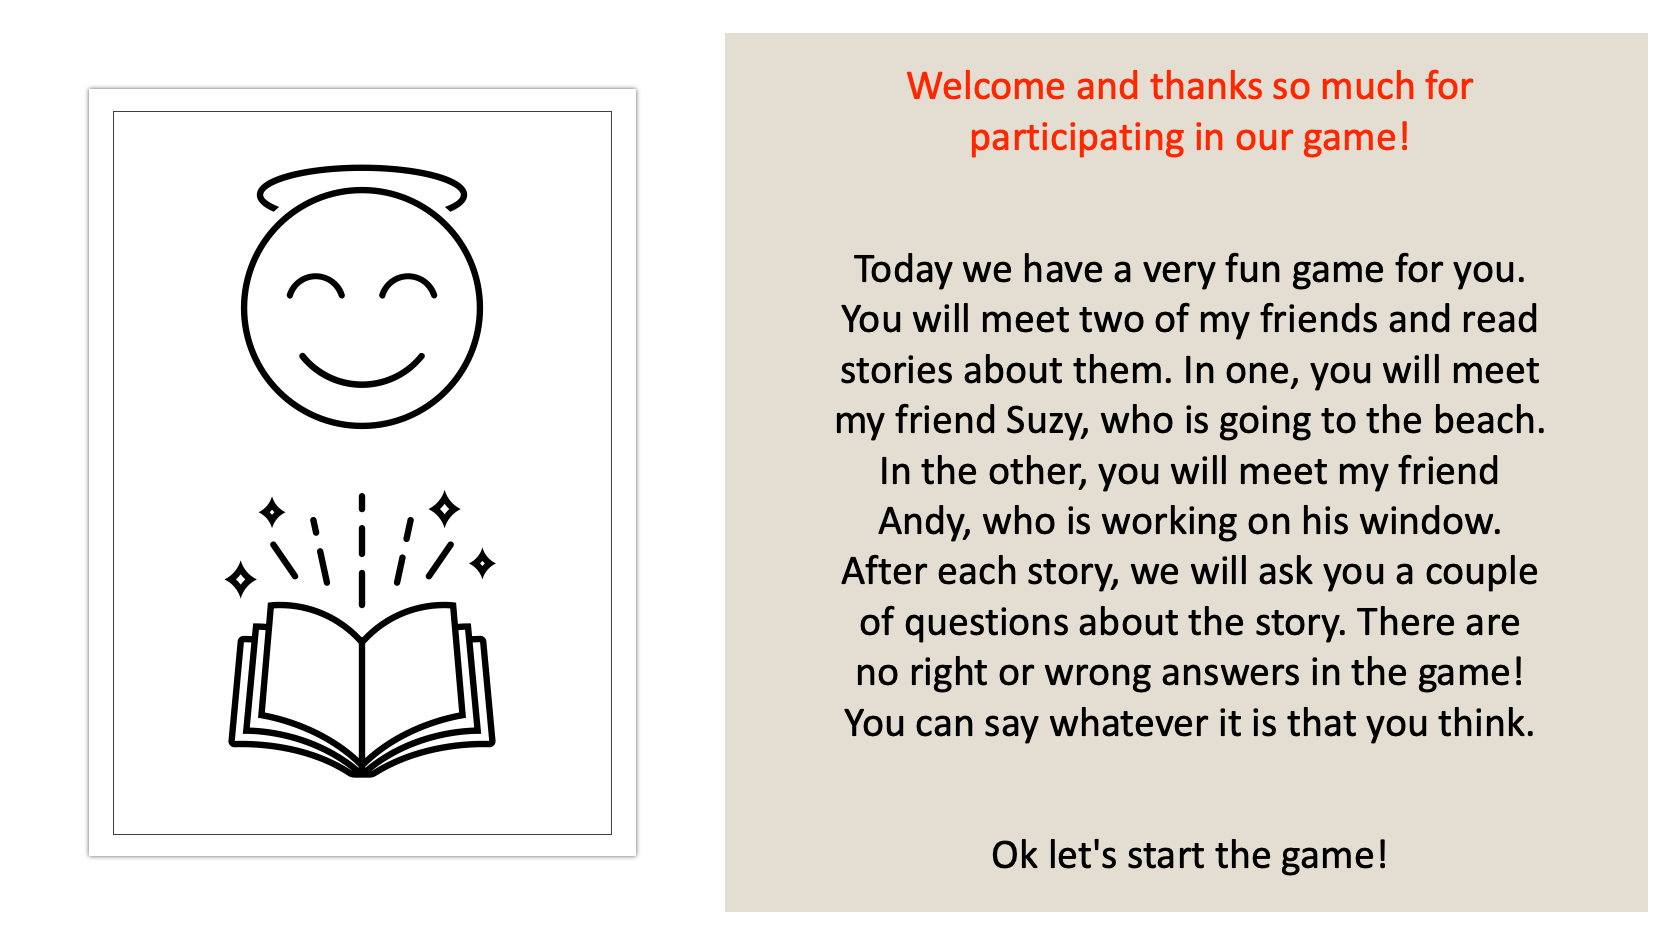 Welcome and thanks so much for
participating in our game!
Today we have a very fun game for you.
You will meet two of my friends and read
stories about them. In one, you will meet
my friend Suzy, who is going to the beach.
In the other, you will meet my friend
Andy, who is working on his window.
After each story, we will ask you a couple
of questions about the story. There are
no right or wrong answers in the game!
You can say whatever it is that you think.
Ok let's start the game!